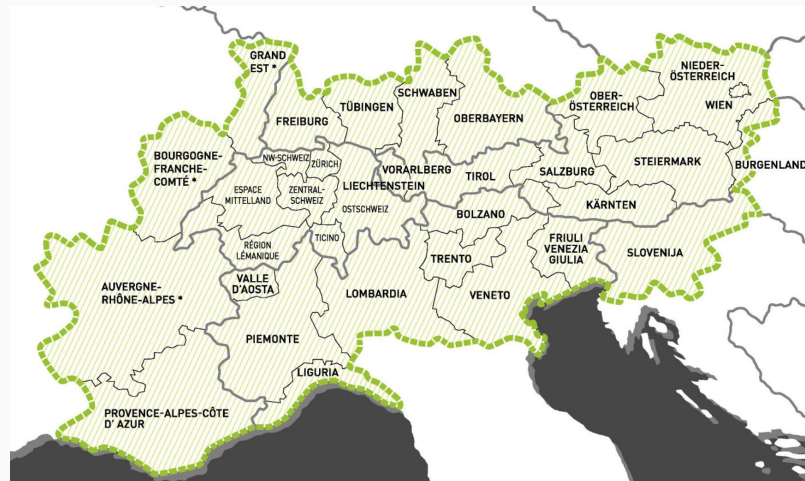 GRAND
EST *
NIEDER-
ÖSTERREICH
SCHWABEN
OBER-
ÖSTERREICH
TÜBINGEN
WIEN
FREIBURG
OBERBAYERN
BOURGOGNE-
FRANCHE-
COMTÉ *
NW-SCHWEIZ
ZÜRICH
VORARLBERG
STEIERMARK
BURGENLAND
SALZBURG
TIROL
LIECHTENSTEIN
ESPACE
MITTELLAND
ZENTRAL-
SCHWEIZ
KÄRNTEN
OSTSCHWEIZ
BOLZANO
RÉGION
LÉMANIQUE
TICINO
FRIULI
VENEZIA
GIULIA
SLOVENIJA
TRENTO
VALLE
D'AOSTA
AUVERGNE-
RHÔNE-ALPES *
LOMBARDIA
VENETO
PIEMONTE
LIGURIA
PROVENCE-ALPES-CÔTE
D' AZUR